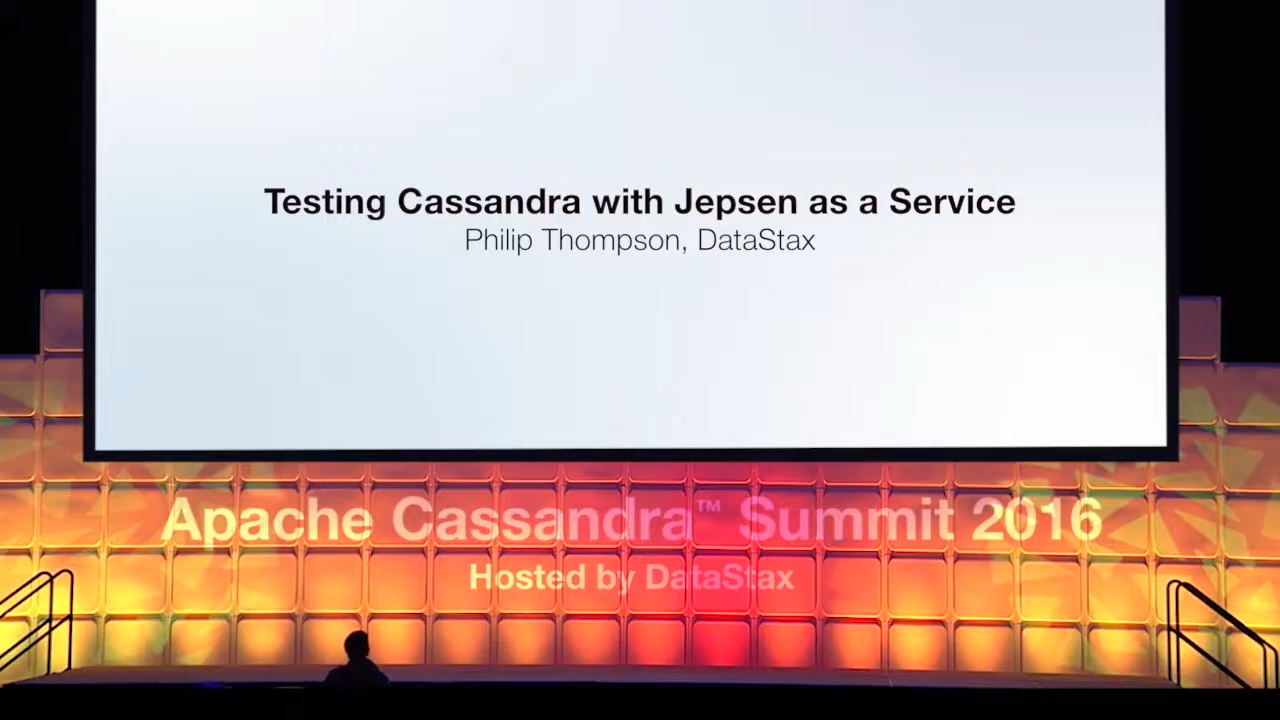 Testing Cassandra with Jepsen as a Service
Philip Thompson, DataStax
Apache Cassandra™ Summit 2016
Hosted by DataStax